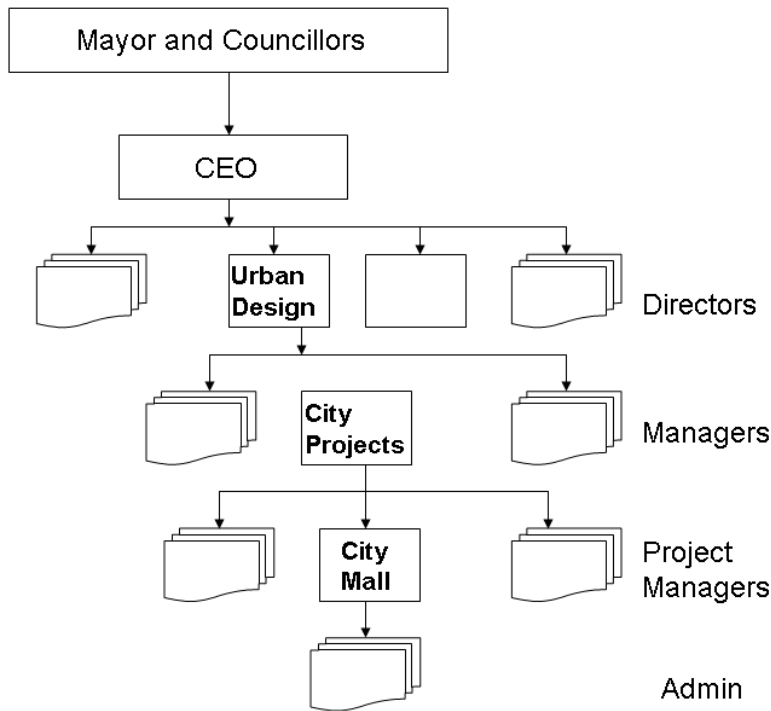 Mayor and Councillors
CEO
Urban
Design
Directors
City
Projects
Managers
City
Mall
Project
Managers
Admin